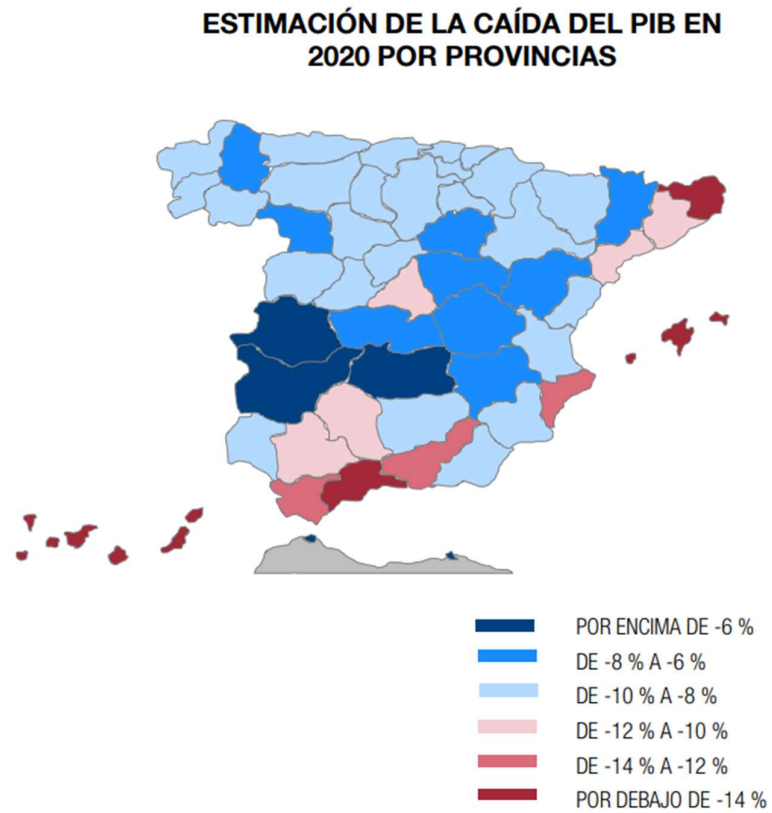 ESTIMACIÓN DE LA CAÍDA DEL PIB EN
2020 POR PROVINCIAS
POR ENCIMA DE -6 %
DE -8 % A -6 %
DE -10 % A -8 %
DE -12 % A -10 %
DE -14 % A -12 %
POR DEBAJO DE -14 %